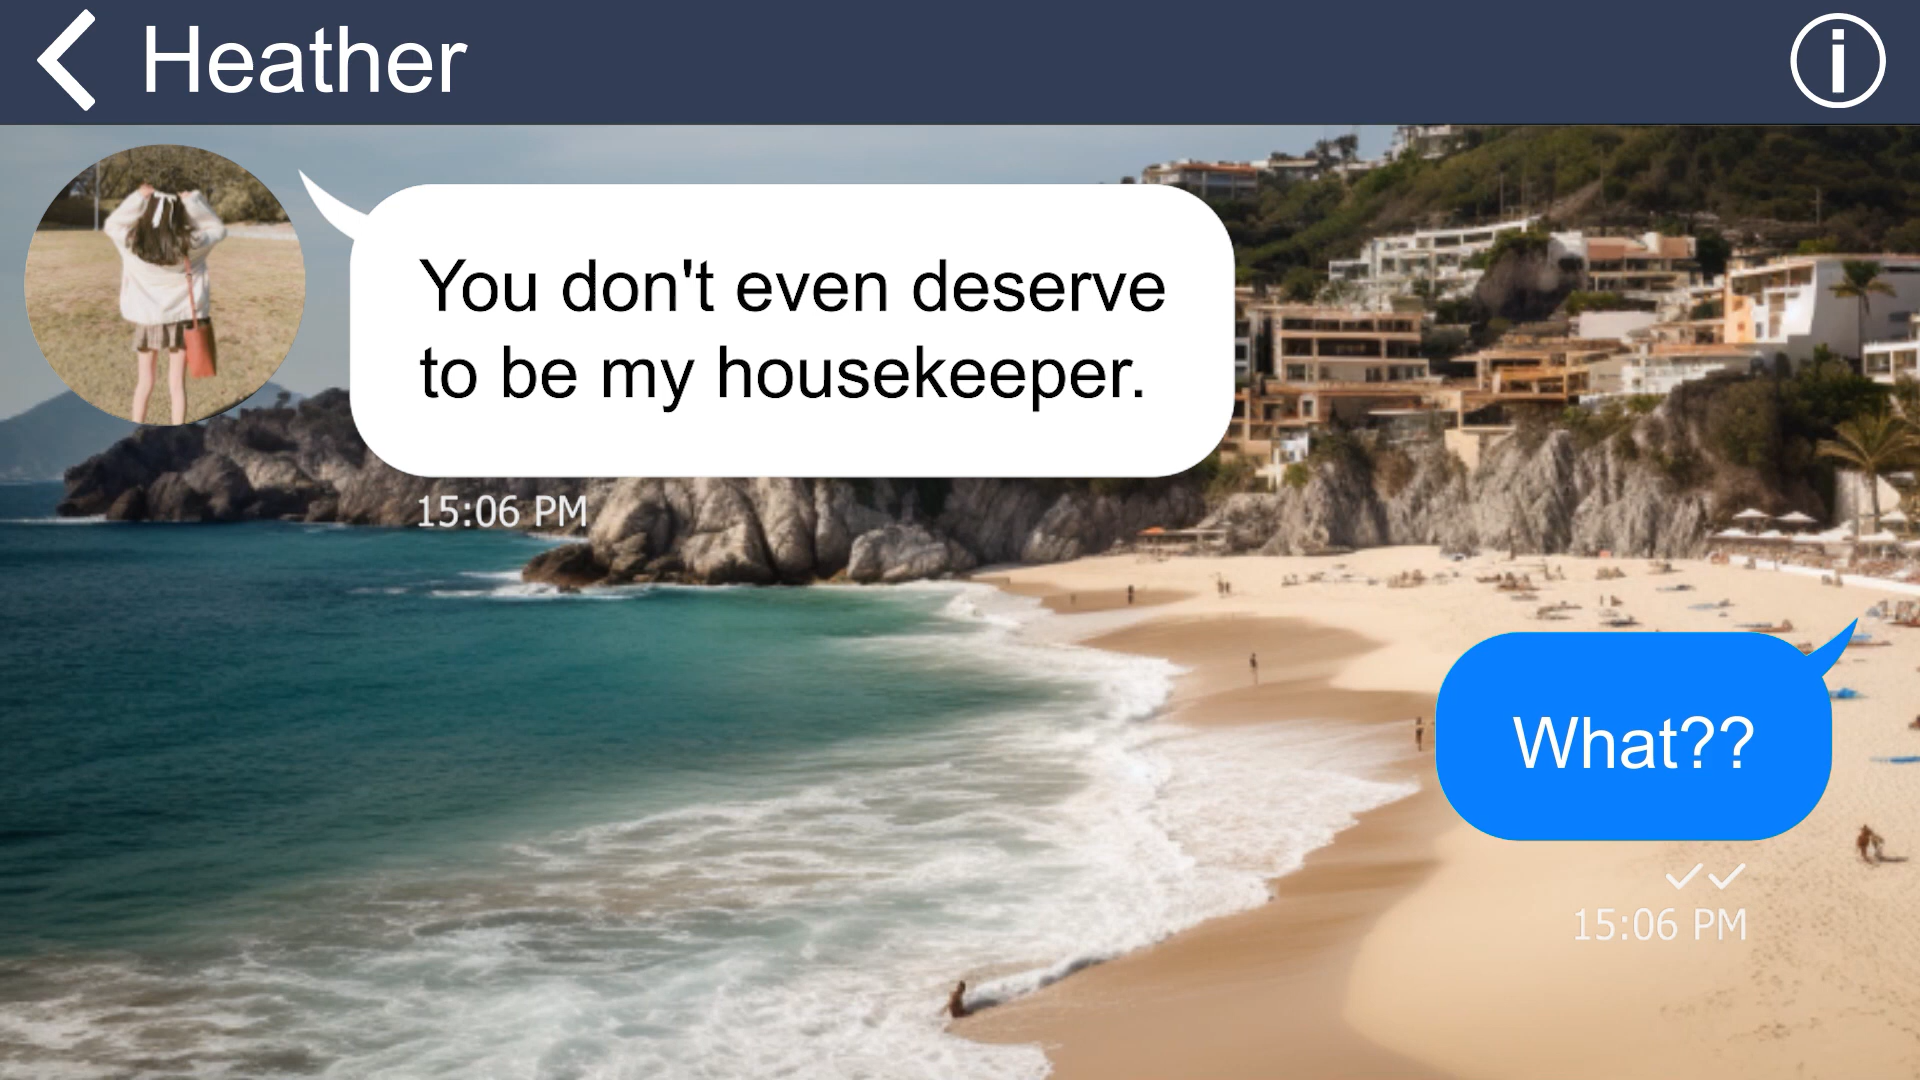 Heather
You don't even deserve
to be my housekeeper.
15:06 PM
What??
15:06 PM